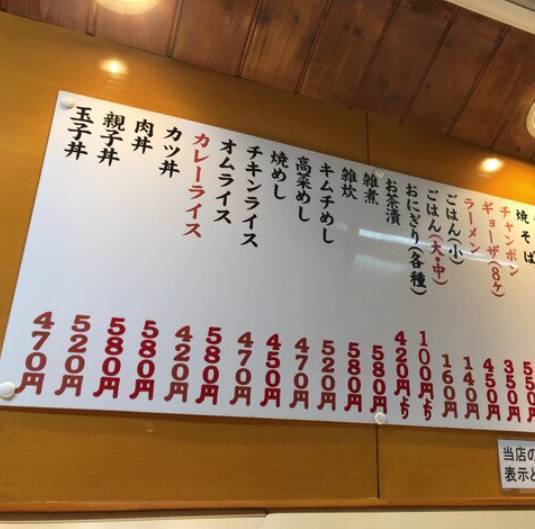 焼そば
チャンポン 550円
ギョーザ(8ケ) 350円
ラーメン 450円
ごはん(小) 140円
ごはん(大・中) 160円
おにぎり(各種) 100円より
お茶漬 420円より
雑煮 580円
雑炊 580円
キムチめし 520円
高菜めし 470円
焼めし 450円
チキンライス 470円
オムライス 580円
カレーライス 420円
カツ丼 580円
肉丼 580円
親子丼 520円
玉子丼 470円
当店の
表示と